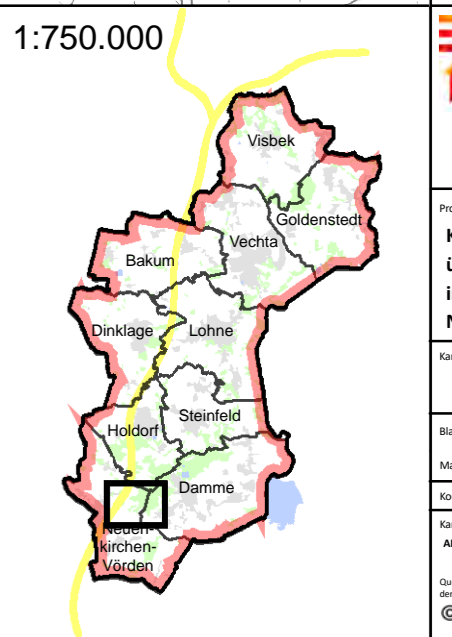 1:750.000
Visbek
Goldenstedt
Vechta
Bakum
Dinklage
Lohne
Steinfeld
Holdorf
Damme
Neuen-
kirchen-
Vörden